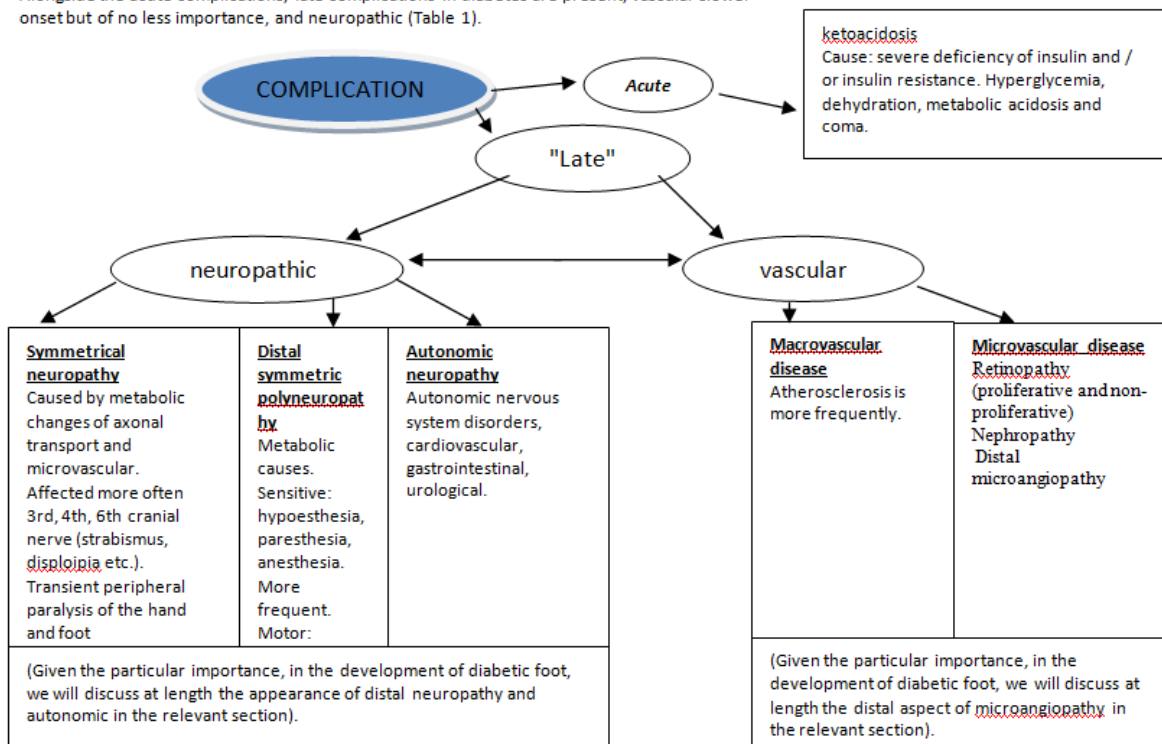 onset but of no less importance, and neuropathic (Table 1).
ketoacidosis
Cause: severe deficiency of insulin and /
or insulin resistance. Hyperglycemia,
dehydration, metabolic acidosis and
coma.
COMPLICATION
Acute
"Late"
neuropathic
vascular
Symmetrical
neuropathy
Caused by metabolic
changes of axonal
transport and
microvascular.
Affected more often
3rd, 4th, 6th cranial
nerve (strabismus,
disploipia etc.).
Transient peripheral
paralysis of the hand
and foot
Distal
symmetric
polyneuropat
hy
Metabolic
causes.
Sensitive:
hypoesthesia,
paresthesia,
anesthesia.
More
frequent.
Motor:
Autonomic
neuropathy
Autonomic nervous
system disorders,
cardiovascular,
gastrointestinal,
urological.
(Given the particular importance, in the development of diabetic foot,
we will discuss at length the appearance of distal neuropathy and
autonomic in the relevant section).
Macrovascular
disease
Atherosclerosis is
more frequently.
Microvascular disease
Retinopathy
(proliferative and non-
proliferative)
Nephropathy
Distal
microangiopathy
(Given the particular importance, in the
development of diabetic foot, we will discuss at
length the distal aspect of microangiopathy in
the relevant section).